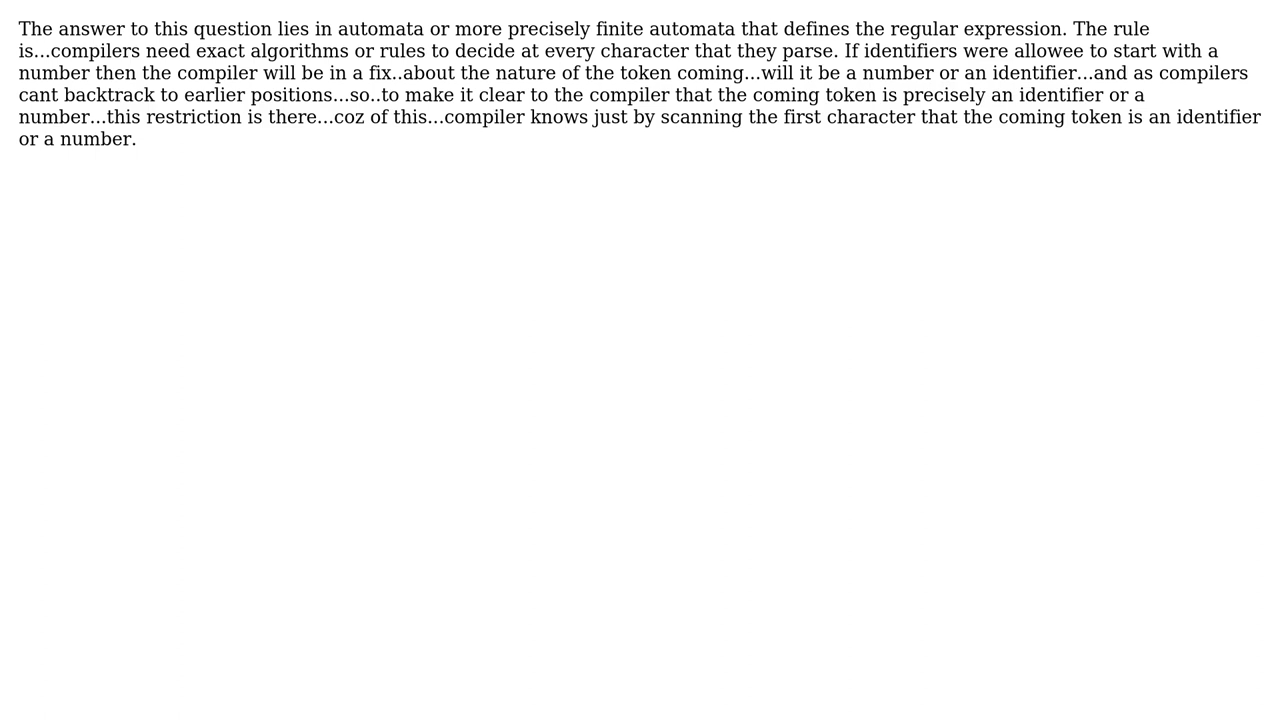 The answer to this question lies in automata or more precisely finite automata that defines the regular expression. The rule
is...compilers need exact algorithms or rules to decide at every character that they parse. If identifiers were allowee to start with a
number then the compiler will be in a fix..about the nature of the token coming...will it be a number or an identifier...and as compilers
cant backtrack to earlier positions...so..to make it clear to the compiler that the coming token is precisely an identifier or a
number...this restriction is there...coz of this...compiler knows just by scanning the first character that the coming token is an identifier
or a number.